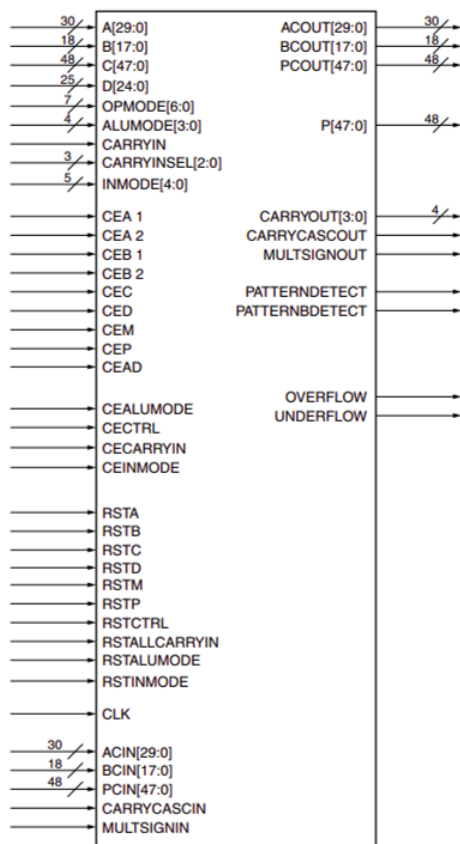 30 A[29:0] ACOUT[29:0] 30
18 B[17:0] BCOUT[17:0] 18
48 C[47:0] PCOUT[47:0] 48
25 D[24:0]
7 OPMODE[6:0]
4 ALUMODE[3:0] P[47:0] 48
CARRYIN
3 CARRYINSEL[2:0]
5 INMODE[4:0]
CEA 1 CARRYOUT[3:0] 4
CEA 2 CARRYCASCOUT
CEB 1 MULTSIGNOUT
CEB 2
CEC PATTERNDETECT
CED PATTERNBDETECT
CEM
CEP
CEAD
OVERFLOW
CEALUMODE UNDERFLOW
CECTRL
CECARRYIN
CEINMODE
RSTA
RSTB
RSTC
RSTD
RSTM
RSTP
RSTCTRL
RSTALLCARRYIN
RSTALUMODE
RSTINMODE
CLK
30 ACIN[29:0]
18 BCIN[17:0]
48 PCIN[47:0]
CARRYCASCIN
MULTSIGNIN